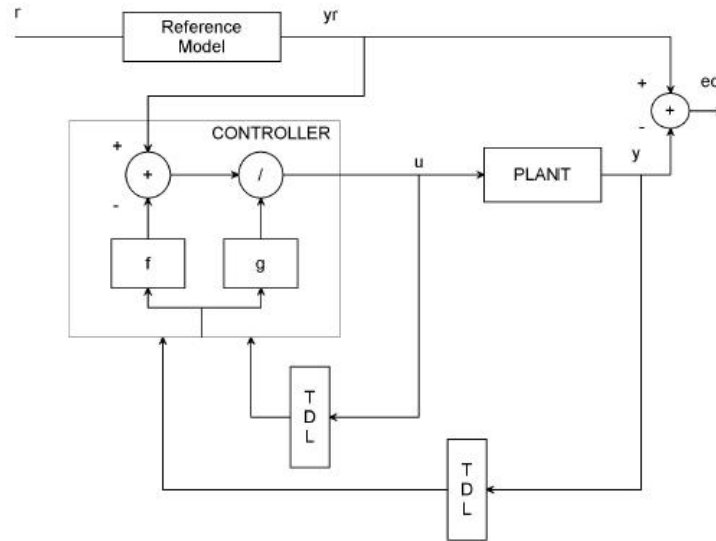 r
Reference
Model
yr
+
-
+
ec
CONTROLLER
+
-
+
/
u
PLANT
y
f
g
T
D
L
T
D
L